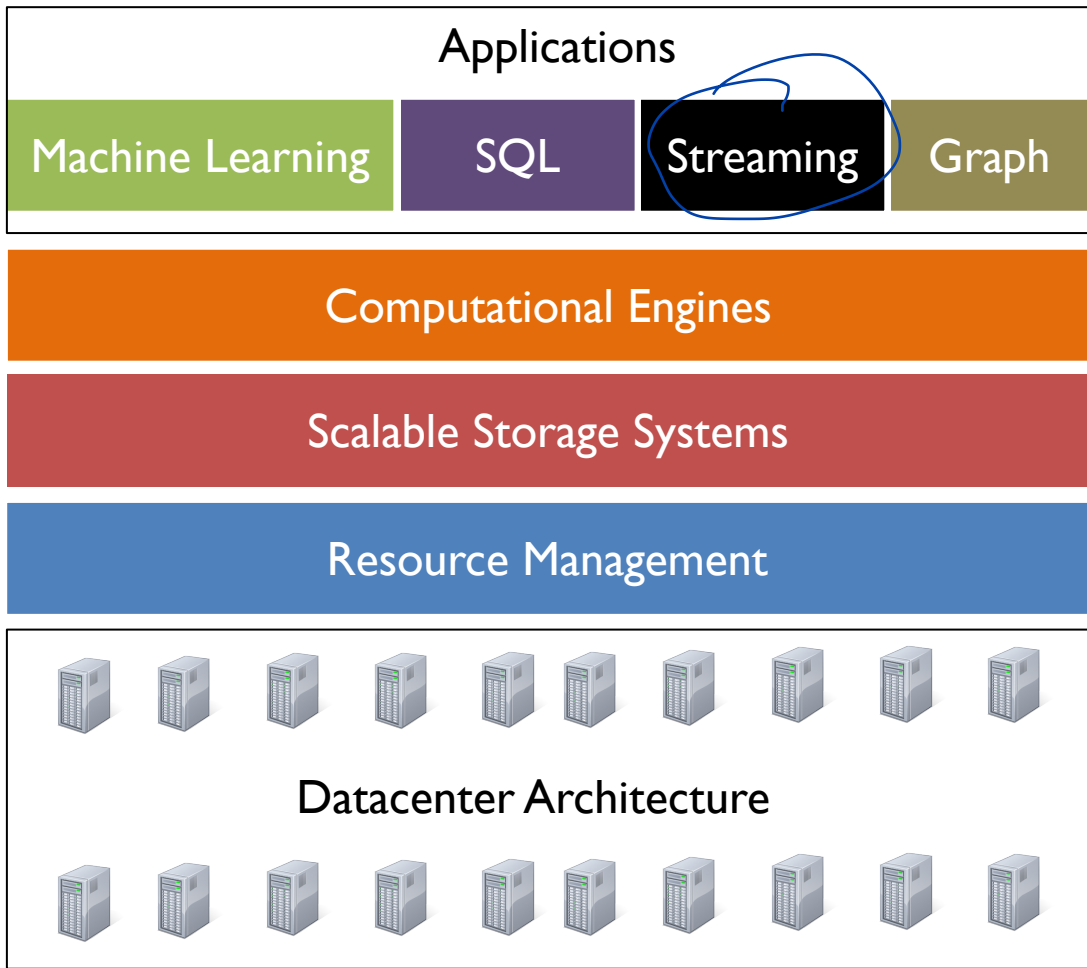 Applications
Machine Learning SQL Streaming Graph
Computational Engines
Scalable Storage Systems
Resource Management
Datacenter Architecture